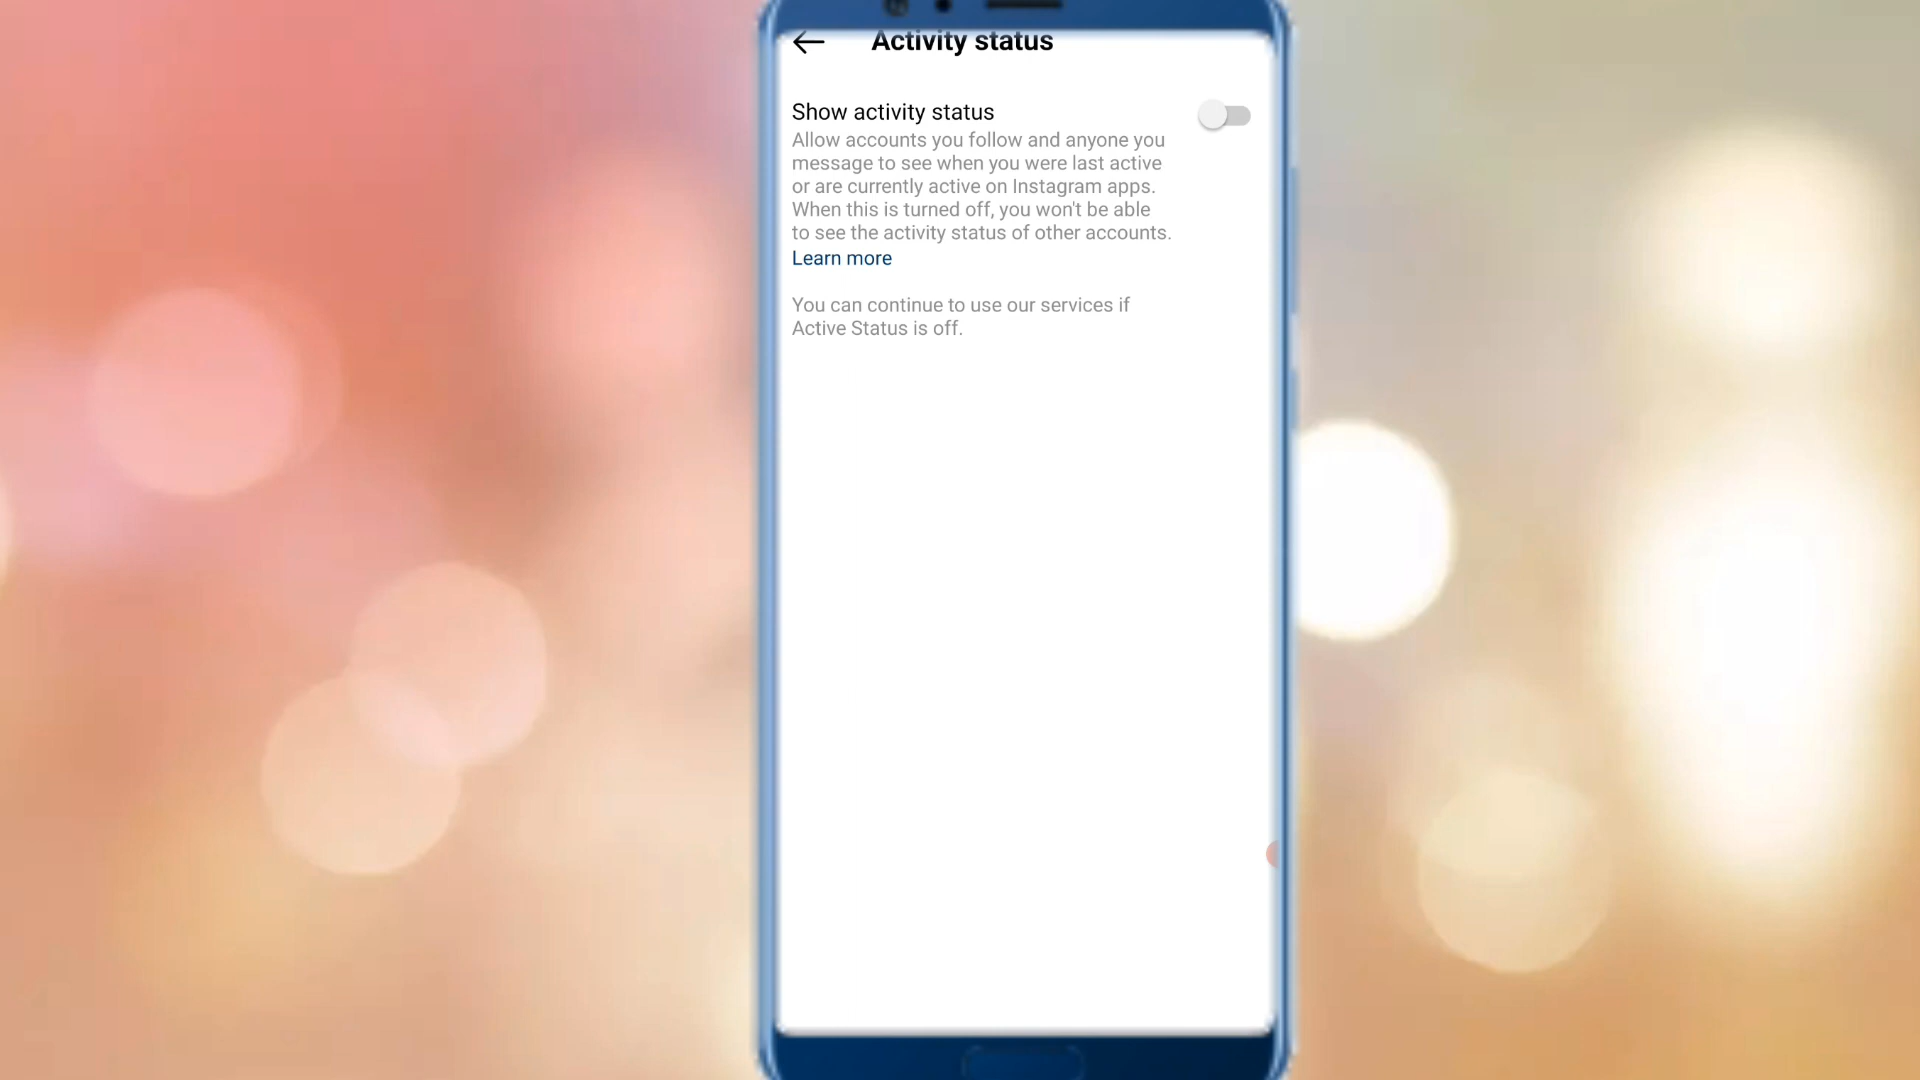 Activity status
Show activity status
Allow accounts you follow and anyone you
message to see when you were last active
or are currently active on Instagram apps.
When this is turned off, you won't be able
to see the activity status of other accounts.
Learn more
You can continue to use our services if
Active Status is off.